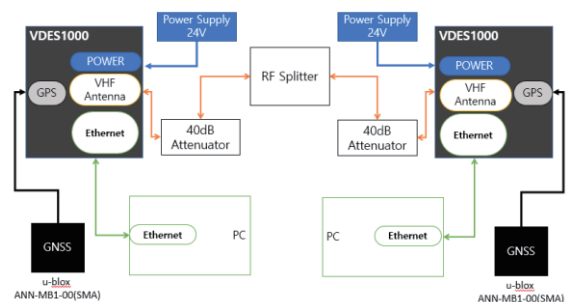 VDES1000
POWER
VHF
Antenna
GPS
Ethernet
Power Supply
24V
RF Splitter
40dB
Attenuator
Power Supply
24V
40dB
Attenuator
VDES1000
POWER
VHF
Antenna
GPS
Ethernet
GNSS
u-blox
ANN-MB1-00(SMA)
Ethernet
PC
PC
Ethernet
GNSS
u-blox
ANN-MB1-00(SMA)